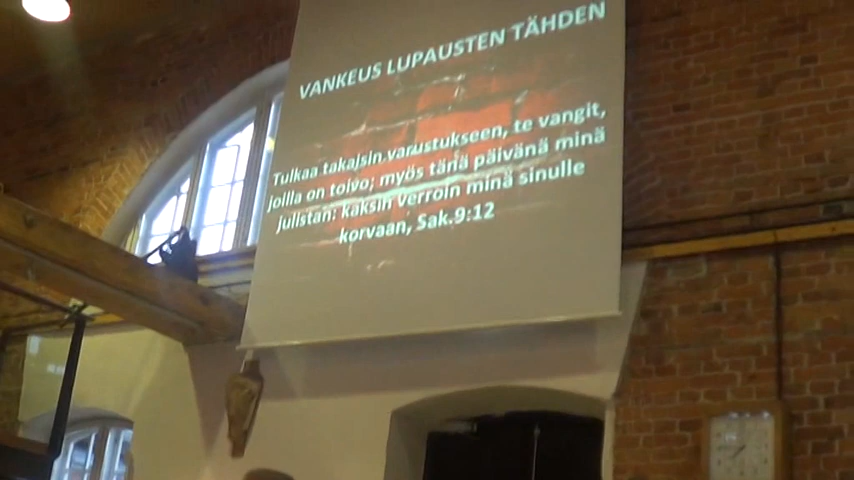 VANKEUS LUPAUSTEN TÄHDEN
Tulkaa takajsin varustukseen, te vangit,
joilla on toivo; myös tänä päivänä minä
julistan: kaksin verroin minä sinulle
korvaan, Sak.9:12